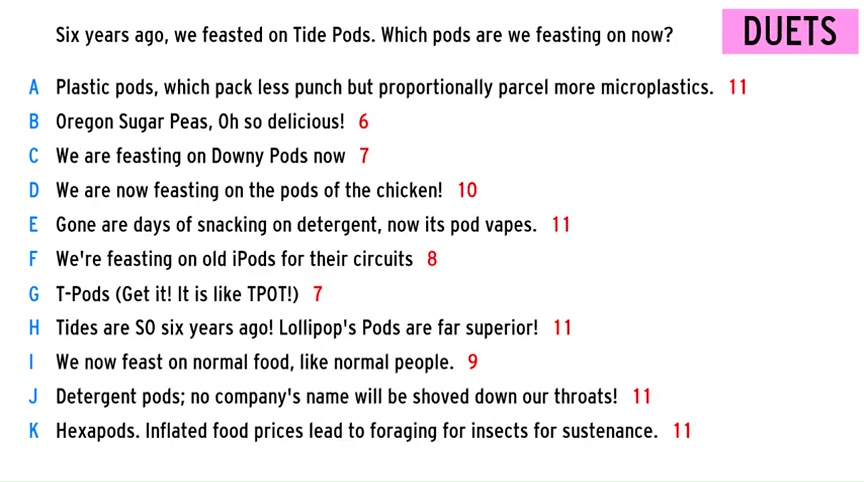 Six years ago, we feasted on Tide Pods. Which pods are we feasting on now?
DUETS
A Plastic pods, which pack less punch but proportionally parcel more microplastics. 11
B Oregon Sugar Peas, Oh so delicious! 6
C We are feasting on Downy Pods now 7
D We are now feasting on the pods of the chicken! 10
E Gone are days of snacking on detergent, now its pod vapes. 11
F We're feasting on old iPods for their circuits 8
G T-Pods (Get it! It is like TPOT!) 7
H Tides are SO six years ago! Lollipop's Pods are far superior! 11
I We now feast on normal food, like normal people. 9
J Detergent pods; no company's name will be shoved down our throats! 11
K Hexapods. Inflated food prices lead to foraging for insects for sustenance. 11